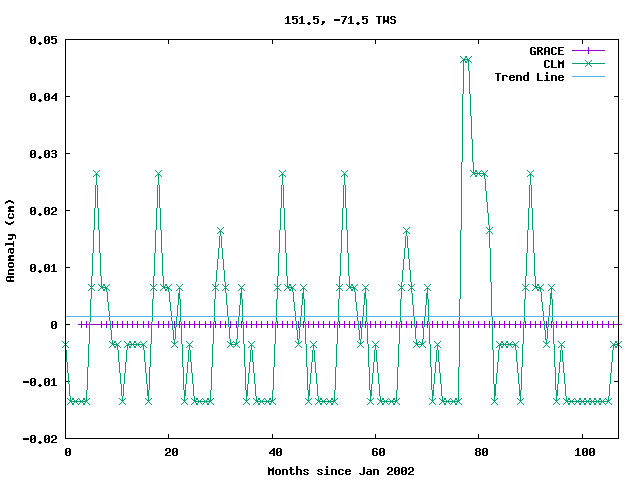 151.5, -71.5 TWS
GRACE
CLM
Trend Line
0.05
0.04
0.03
0.02
0.01
0
-0.01
-0.02
Anomaly (cm)
0 20 40 60 80 100
Months since Jan 2002